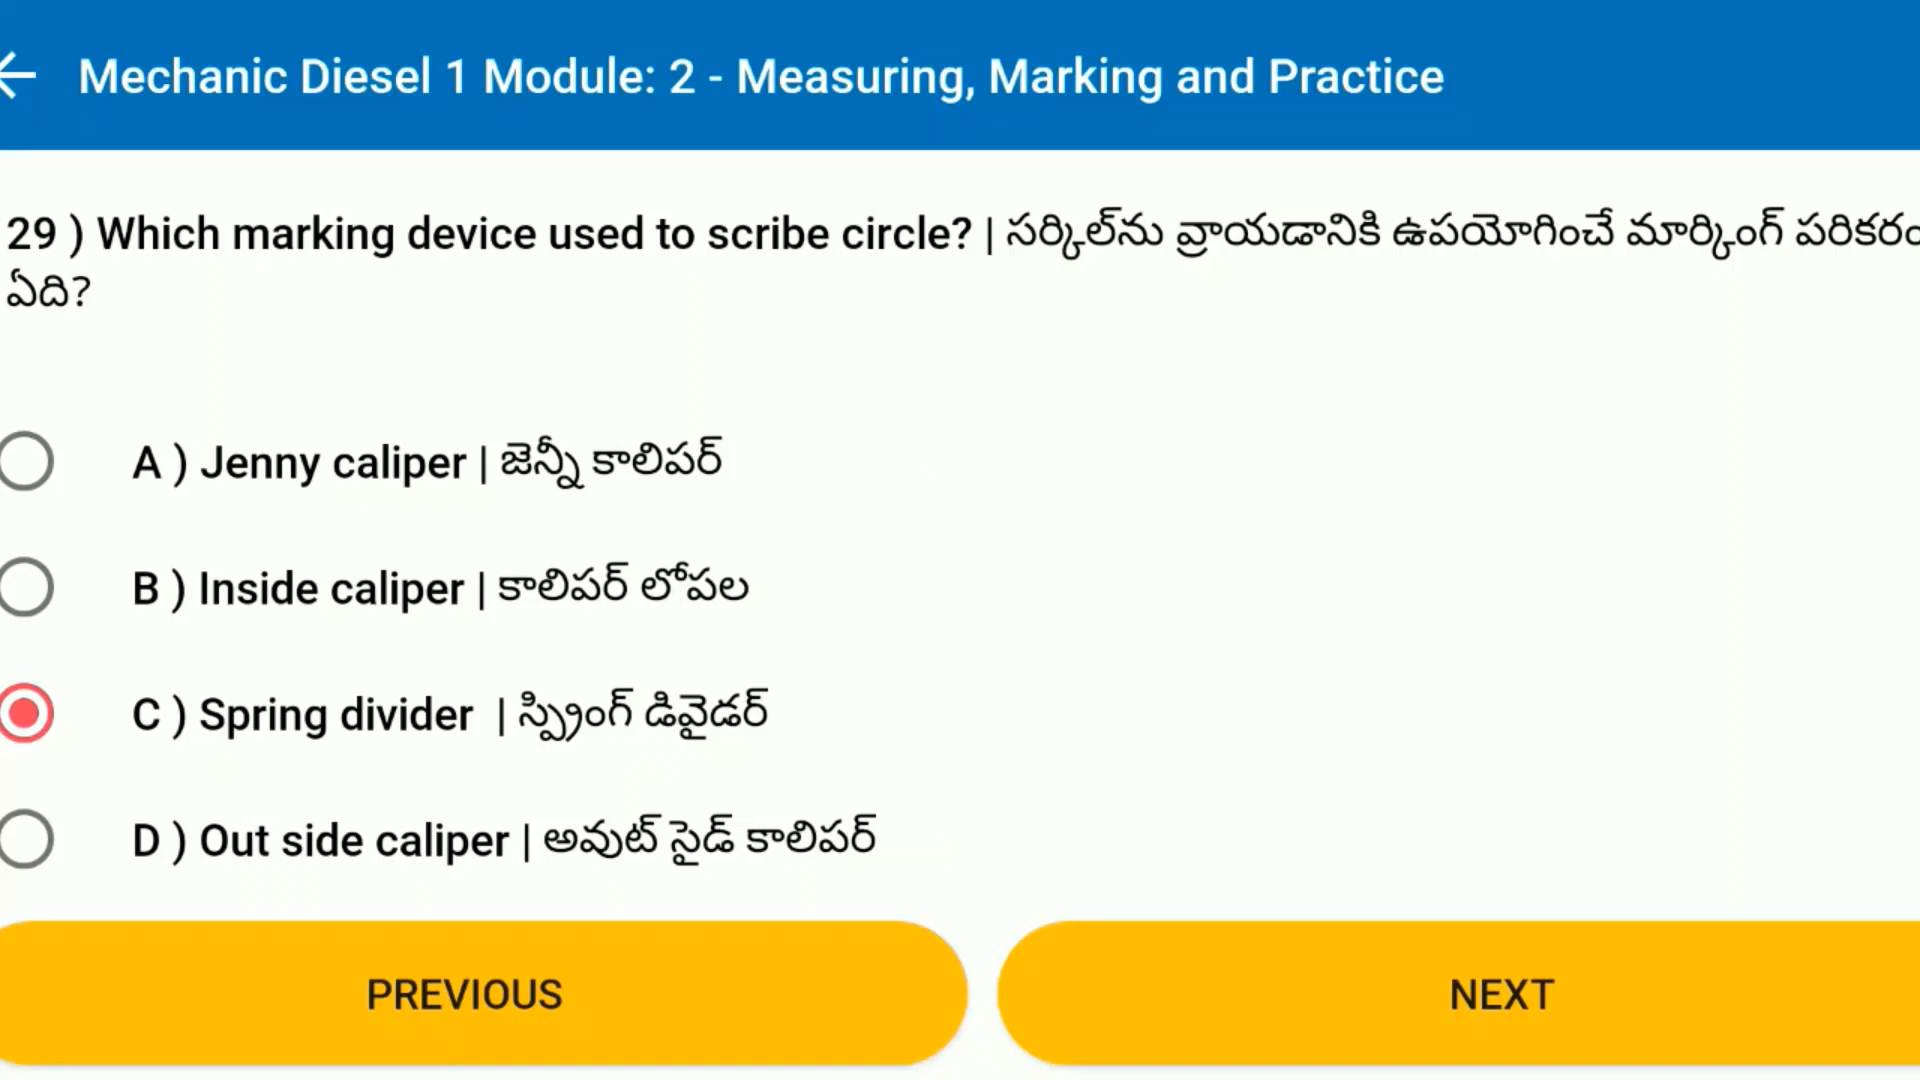 Mechanic Diesel 1 Module: 2 - Measuring, Marking and Practice
29 ) Which marking device used to scribe circle? | సర్కిల్‌ను వ్రాయడానికి ఉపయోగించే మార్కింగ్ పరికరం
ఏది?
A ) Jenny caliper | జెన్నీ కాలిపర్
B ) Inside caliper | కాలిపర్ లోపల
C ) Spring divider | స్ప్రింగ్ డివైడర్
D ) Out side caliper | అవుట్ సైడ్ కాలిపర్
PREVIOUS
NEXT